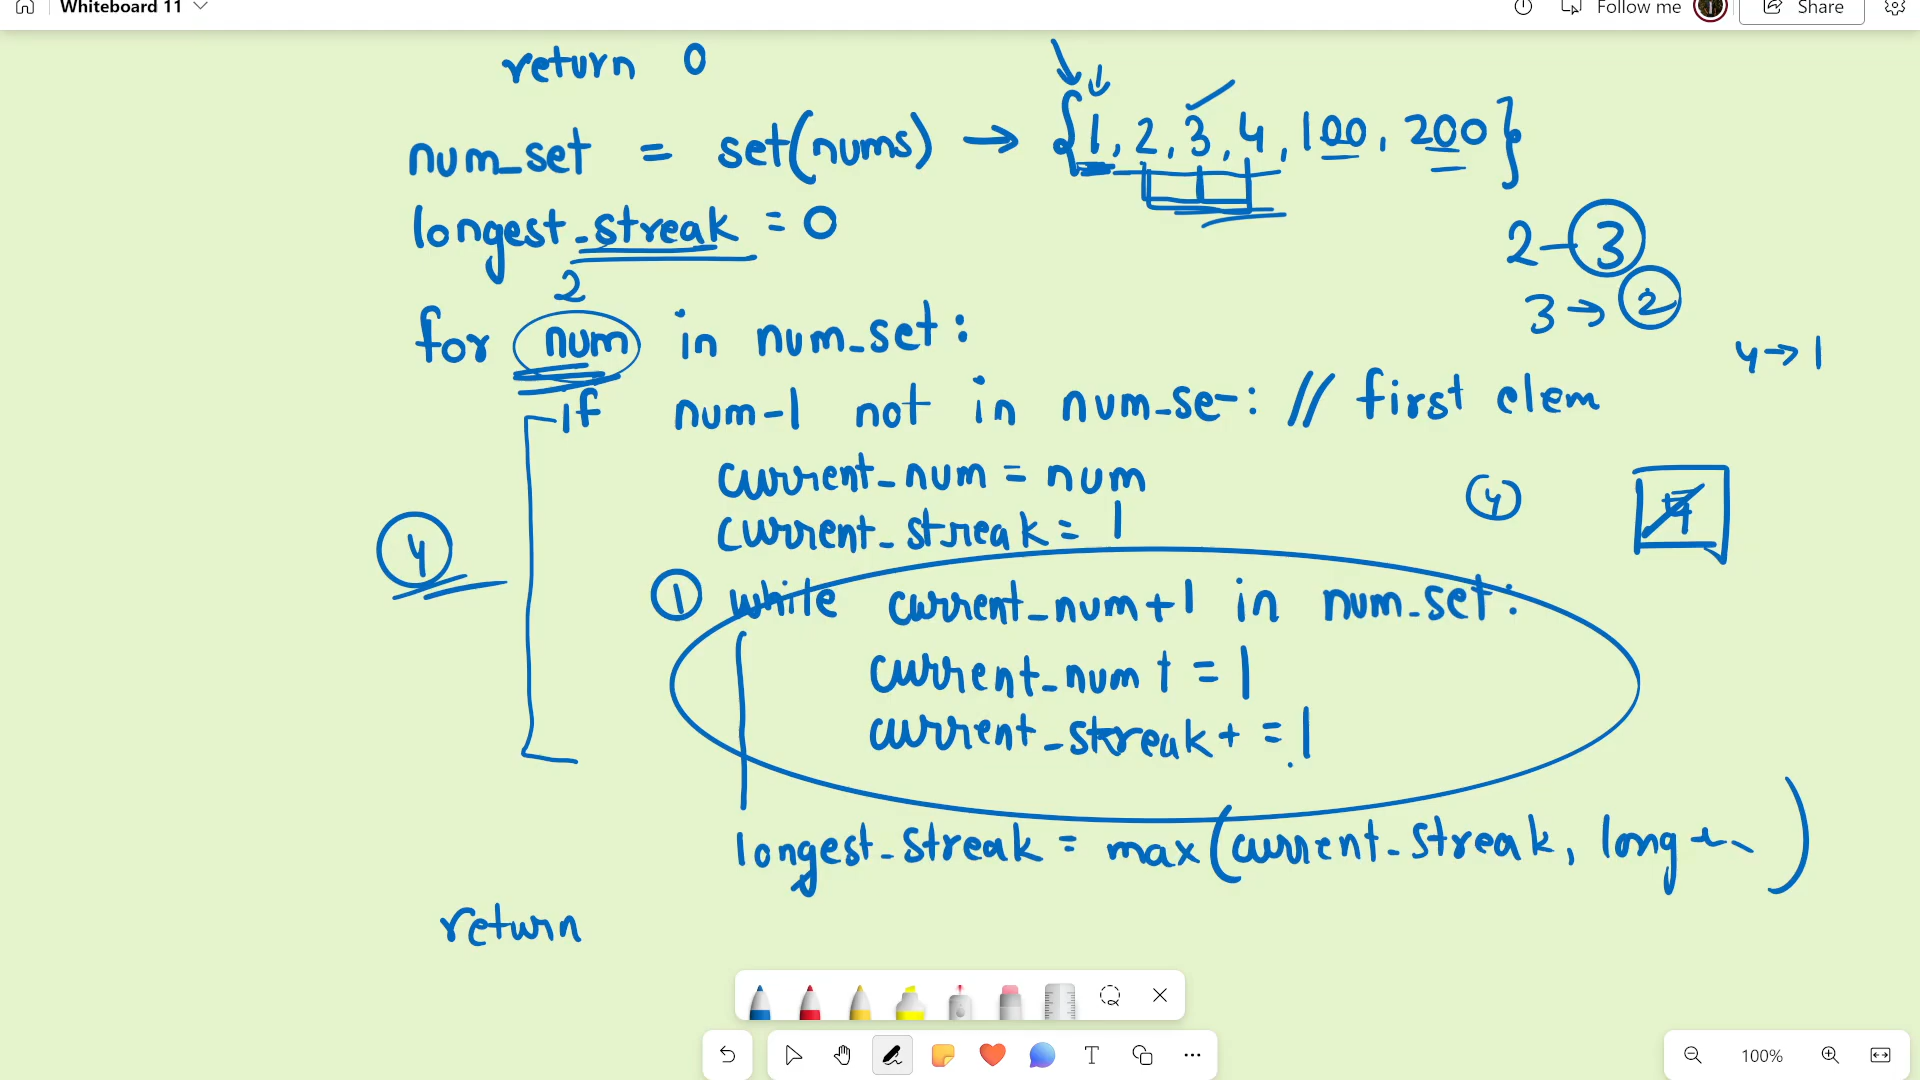 Whiteboard 11
Follow me
Share
return 0
num_set = set(nums) → {1, 2, 3, 4, 100, 200}
longest_streak = 0
2 - 3
3 → 2
4 → 1
2
for num in num_set:
if num-1 not in num_se-: // first elem
current_num = num
4
current_streak = 1
4
1 while current_num+1 in num_set:
current_num + = 1
current_streak + = 1
longest_streak = max(current_streak, long )
return
100%